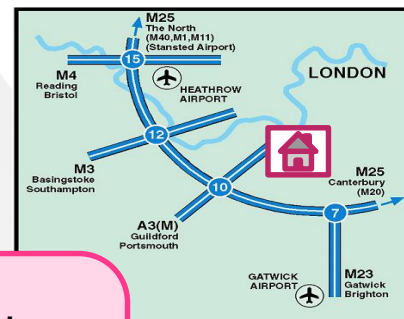 M25
The North
(M40,M1,M11)
(Stansted Airport)
15
M4
Reading
Bristol
HEATHROW
AIRPORT
LONDON
12
M3
Basingstoke
Southampton
10
M25
Canterbury
(M20)
7
A3(M)
Guildford
Portsmouth
GATWICK
AIRPORT
M23
Gatwick
Brighton